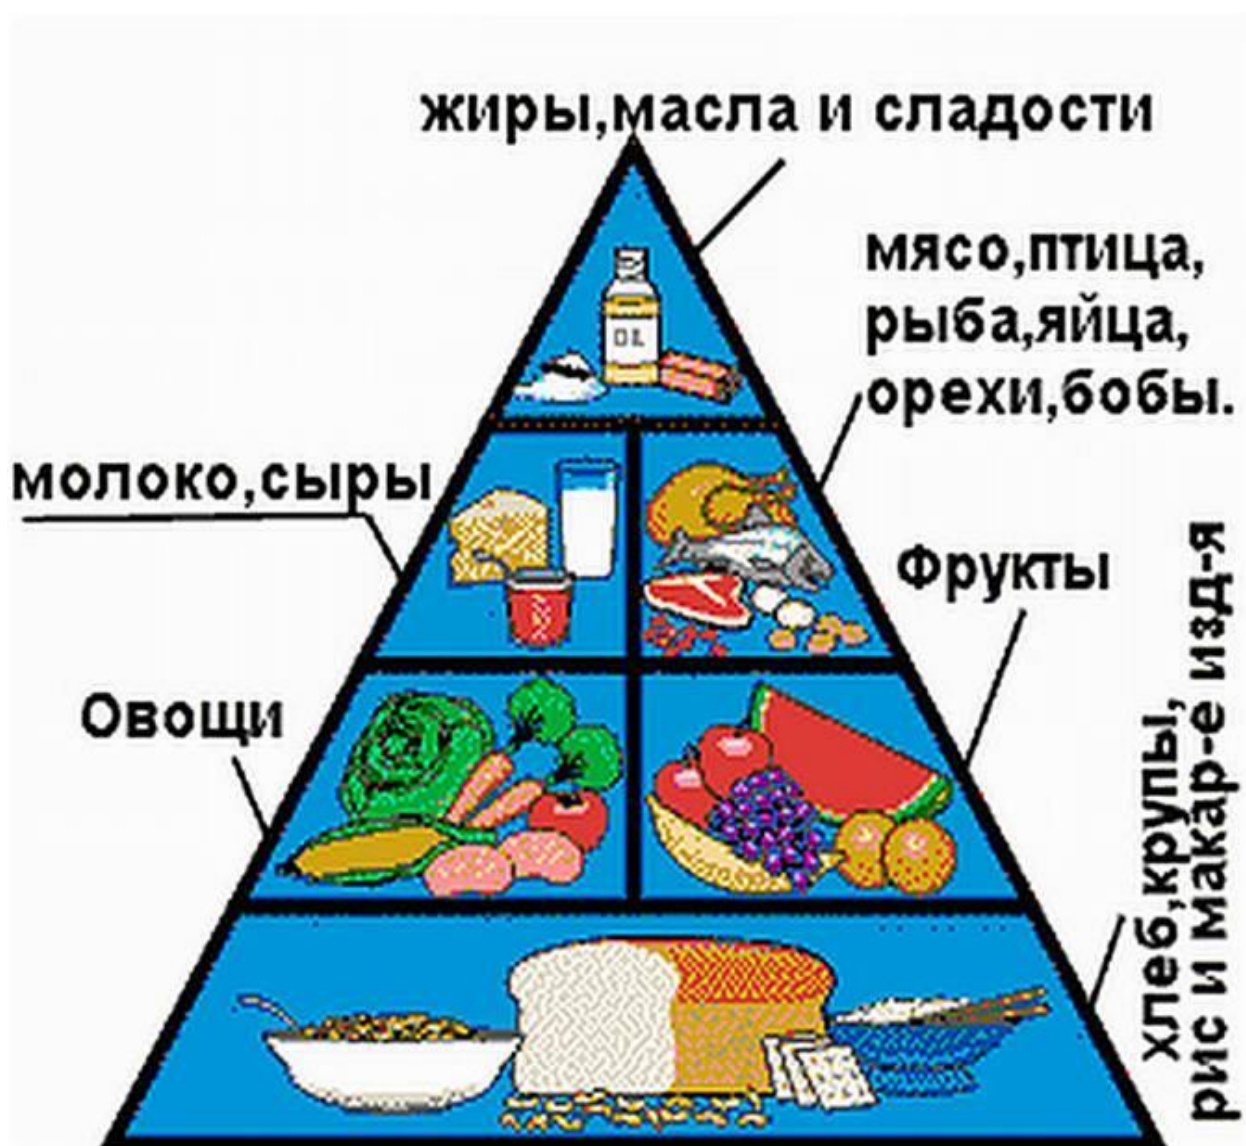 жиры,масла и сладости
мясо,птица,
рыба,яйца,
орехи,бобы.
OIL
молоко,сыры
Фрукты
Овощи
хлеб,крупы,
рис и макар-е изд-я